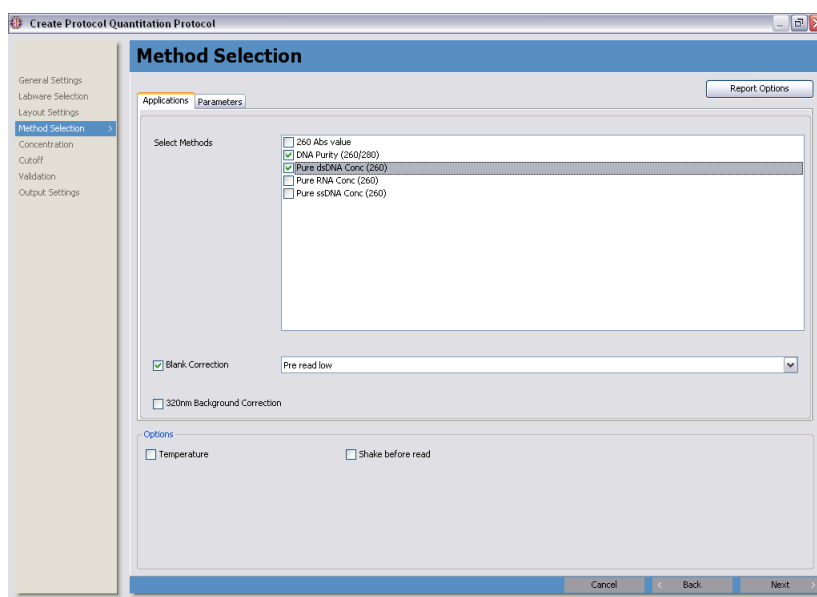 Create Protocol Quantitation Protocol
Method Selection
General Settings
Labware Selection
Layout Settings
Method Selection >
Concentration
Cutoff
Validation
Output Settings
Report Options
Applications Parameters
Select Methods
260 Abs value
DNA Purity (260/280)
Pure dsDNA Conc (260)
Pure RNA Conc (260)
Pure ssDNA Conc (260)
Blank Correction Pre read low
320nm Background Correction
Options
Temperature Shake before read
Cancel < Back Next >